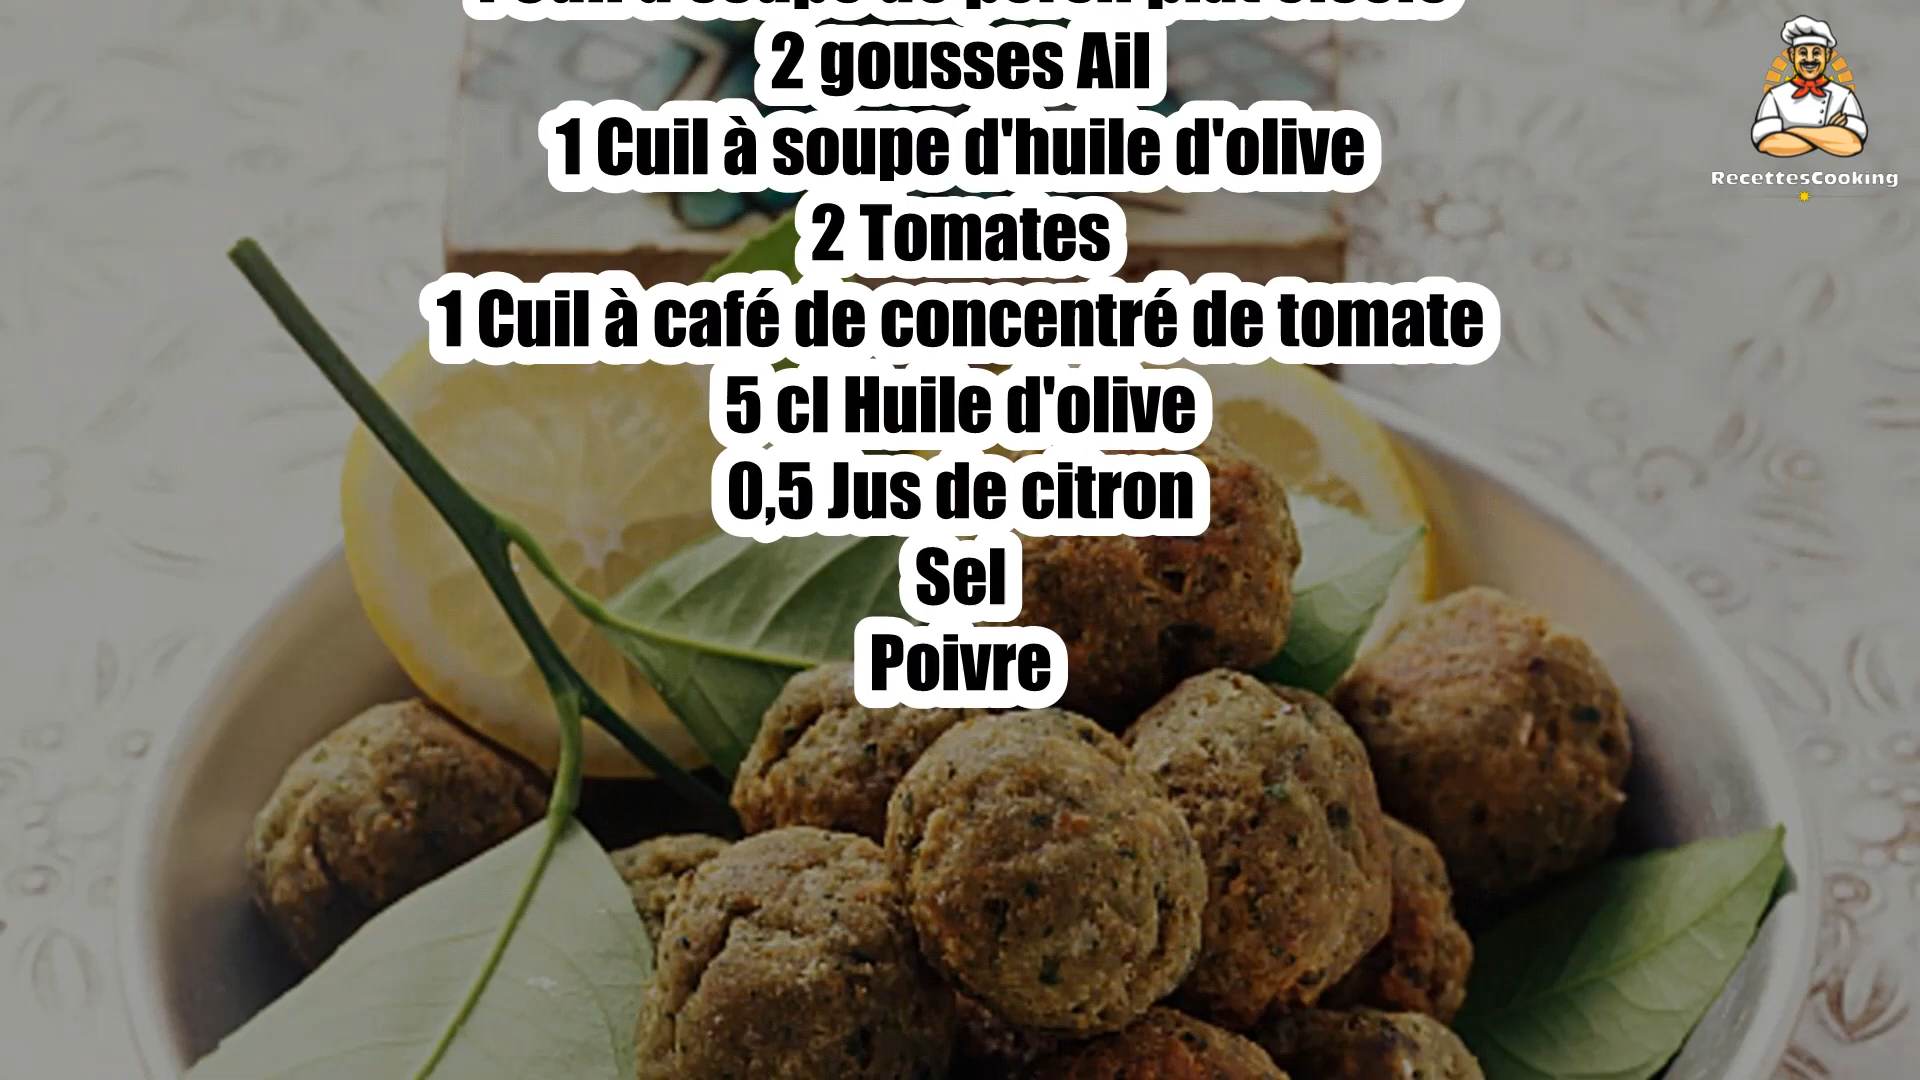 2 gousses Ail
1 Cuil à soupe d'huile d'olive
2 Tomates
1 Cuil à café de concentré de tomate
5 cl Huile d'olive
0,5 Jus de citron
Sel
Poivre
RecettesCooking